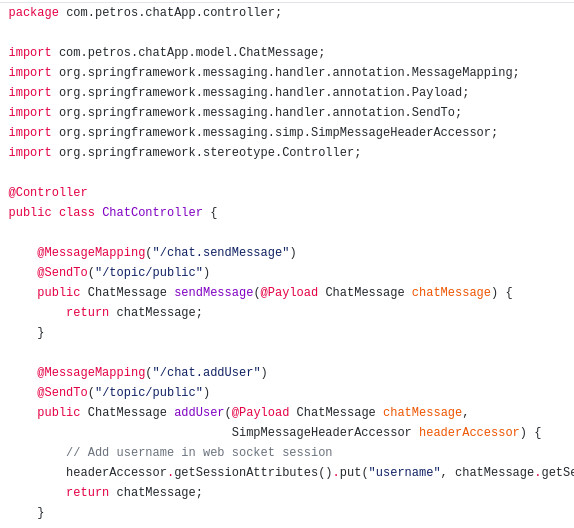 package com.petros.chatApp.controller;
import com.petros.chatApp.model.ChatMessage;
import org.springframework.messaging.handler.annotation.MessageMapping;
import org.springframework.messaging.handler.annotation.Payload;
import org.springframework.messaging.handler.annotation.SendTo;
import org.springframework.messaging.simp.SimpMessageHeaderAccessor;
import org.springframework.stereotype.Controller;
@Controller
public class ChatController {
@MessageMapping("/chat.sendMessage")
@SendTo("/topic/public")
public ChatMessage sendMessage(@Payload ChatMessage chatMessage) {
return chatMessage;
}
@MessageMapping("/chat.addUser")
@SendTo("/topic/public")
public ChatMessage addUser(@Payload ChatMessage chatMessage,
SimpMessageHeaderAccessor headerAccessor) {
// Add username in web socket session
headerAccessor.getSessionAttributes().put("username", chatMessage.getSe
return chatMessage;
}